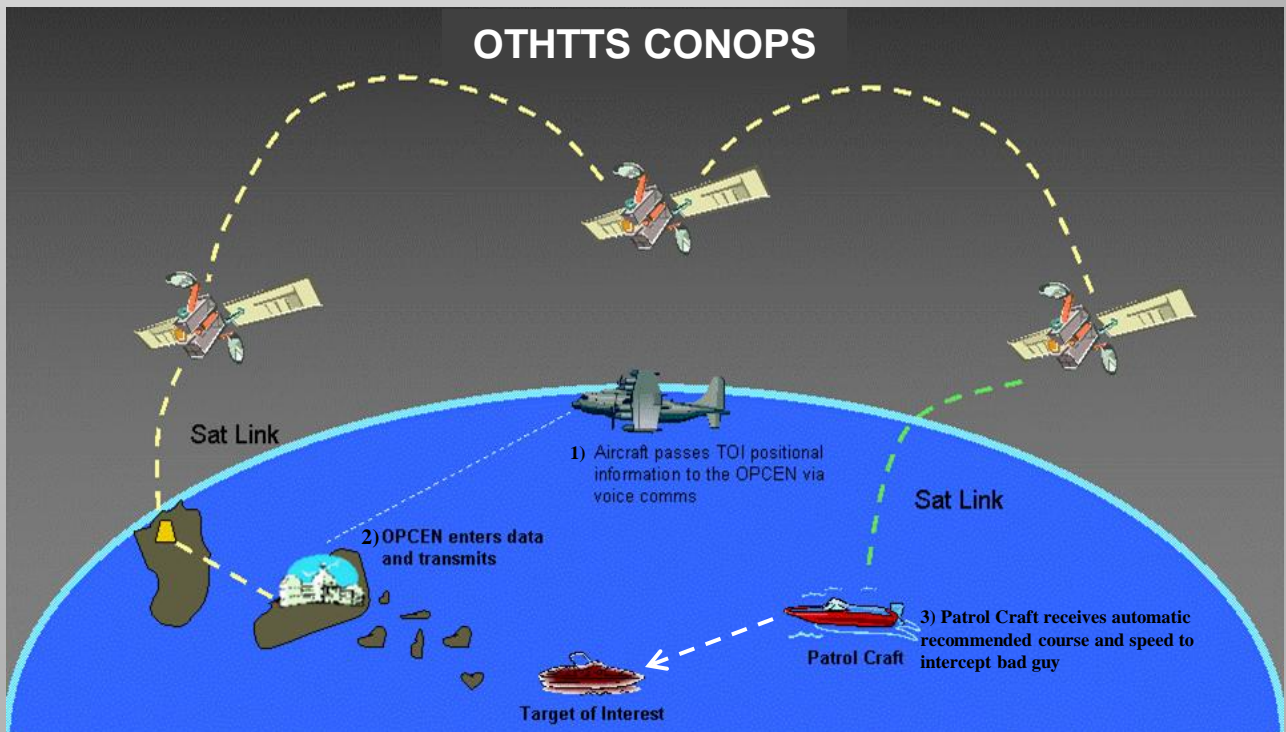 OTHTTS CONOPS
Sat Link
1) Aircraft passes TOI positional
information to the OPCEN via
voice comms
Sat Link
2) OPCEN enters data
and transmits
3) Patrol Craft receives automatic
recommended course and speed to
intercept bad guy
Patrol Craft
Target of Interest